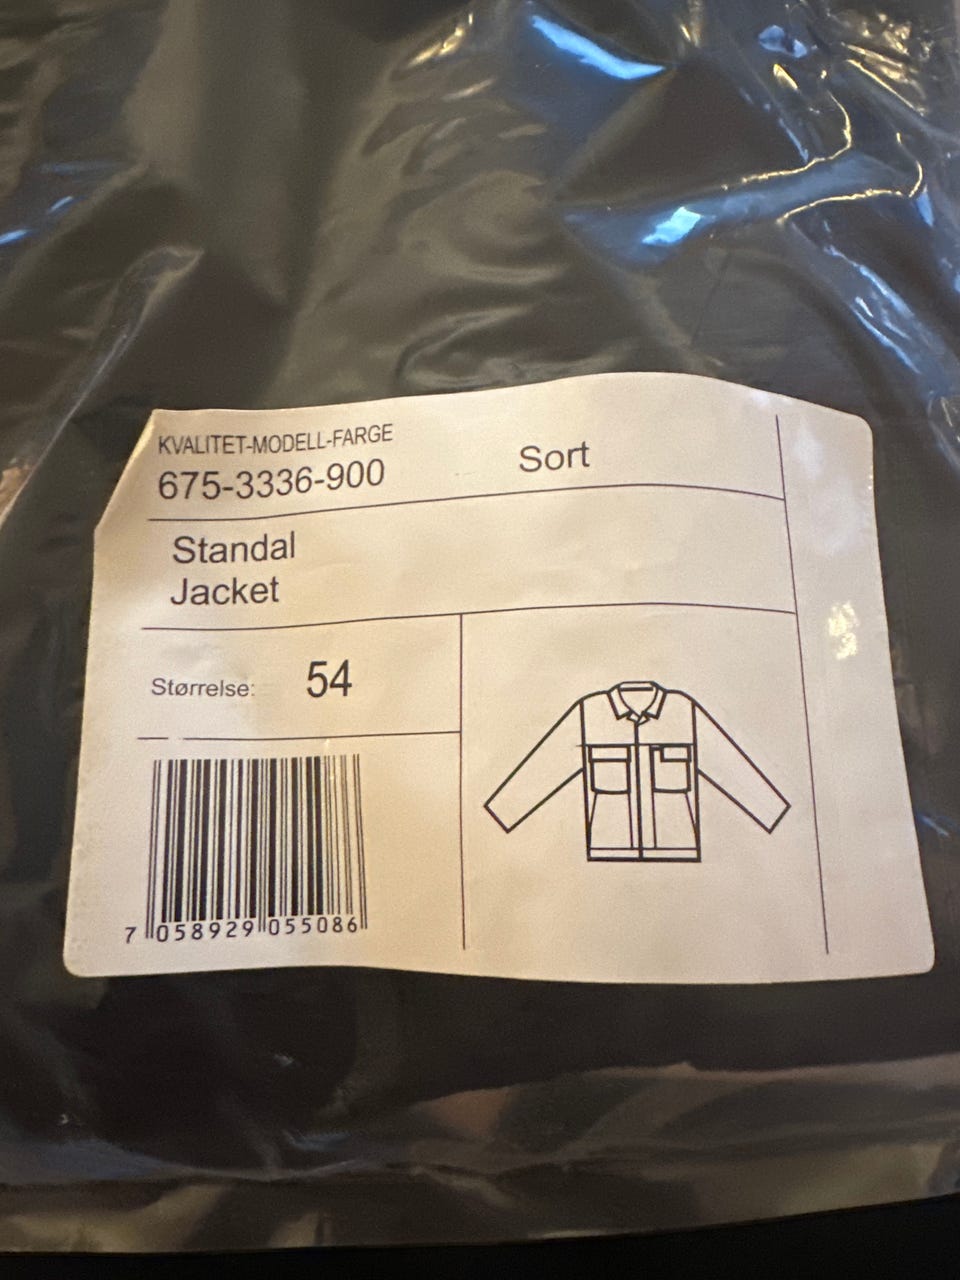 KVALITET-MODELL-FARGE
675-3336-900
Sort
Standal
Jacket
Størrelse: 54
7 058929 055086